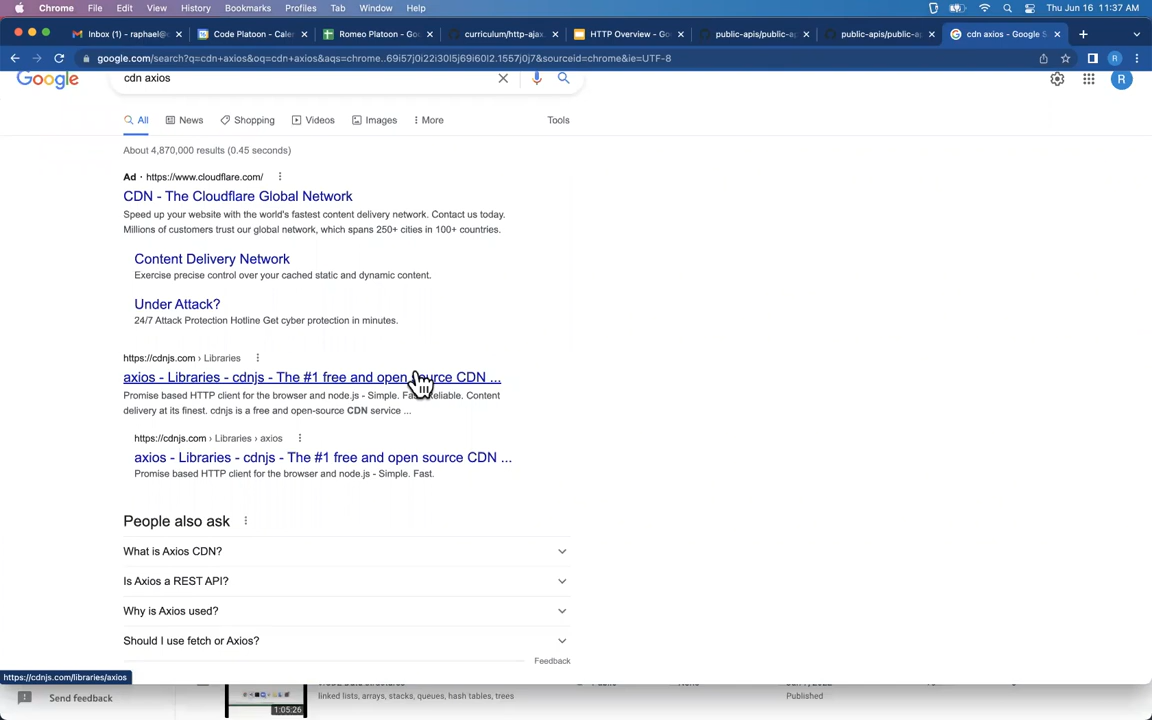 Chrome File Edit View History Bookmarks Profiles Tab Window Help Thu Jun 16 11:37 AM
Inbox (1) - raphael@c Code Platoon - Cale Romeo Platoon - Goo curriculum/http-ajax HTTP Overview - Go public-apis/public-a public-apis/public-a cdn axios - Google S
google.com/search?q=cdn+axios&oq=cdn+axios&aqs=chrome..69i57j0i22i30l5j69i60l2.1557j0j7&sourceid=chrome&ie=UTF-8
Google cdn axios R
All News Shopping Videos Images More Tools
About 4,870,000 results (0.45 seconds)
Ad · https://www.cloudflare.com/
CDN - The Cloudflare Global Network
Speed up your website with the world's fastest content delivery network. Contact us today.
Millions of customers trust our global network, which spans 250+ cities in 100+ countries.
Content Delivery Network
Exercise precise control over your cached static and dynamic content.
Under Attack?
24/7 Attack Protection Hotline Get cyber protection in minutes.
https://cdnjs.com › Libraries
axios - Libraries - cdnjs - The #1 free and open source CDN ...
Promise based HTTP client for the browser and node.js - Simple. Fast. Reliable. Content
delivery at its finest. cdnjs is a free and open-source CDN service ...
https://cdnjs.com › Libraries › axios
axios - Libraries - cdnjs - The #1 free and open source CDN ...
Promise based HTTP client for the browser and node.js - Simple. Fast.
People also ask
What is Axios CDN?
Is Axios a REST API?
Why is Axios used?
Should I use fetch or Axios?
Feedback
https://cdnjs.com/libraries/axios
Send feedback
1:05:26
linked lists, arrays, stacks, queues, hash tables, trees
Published